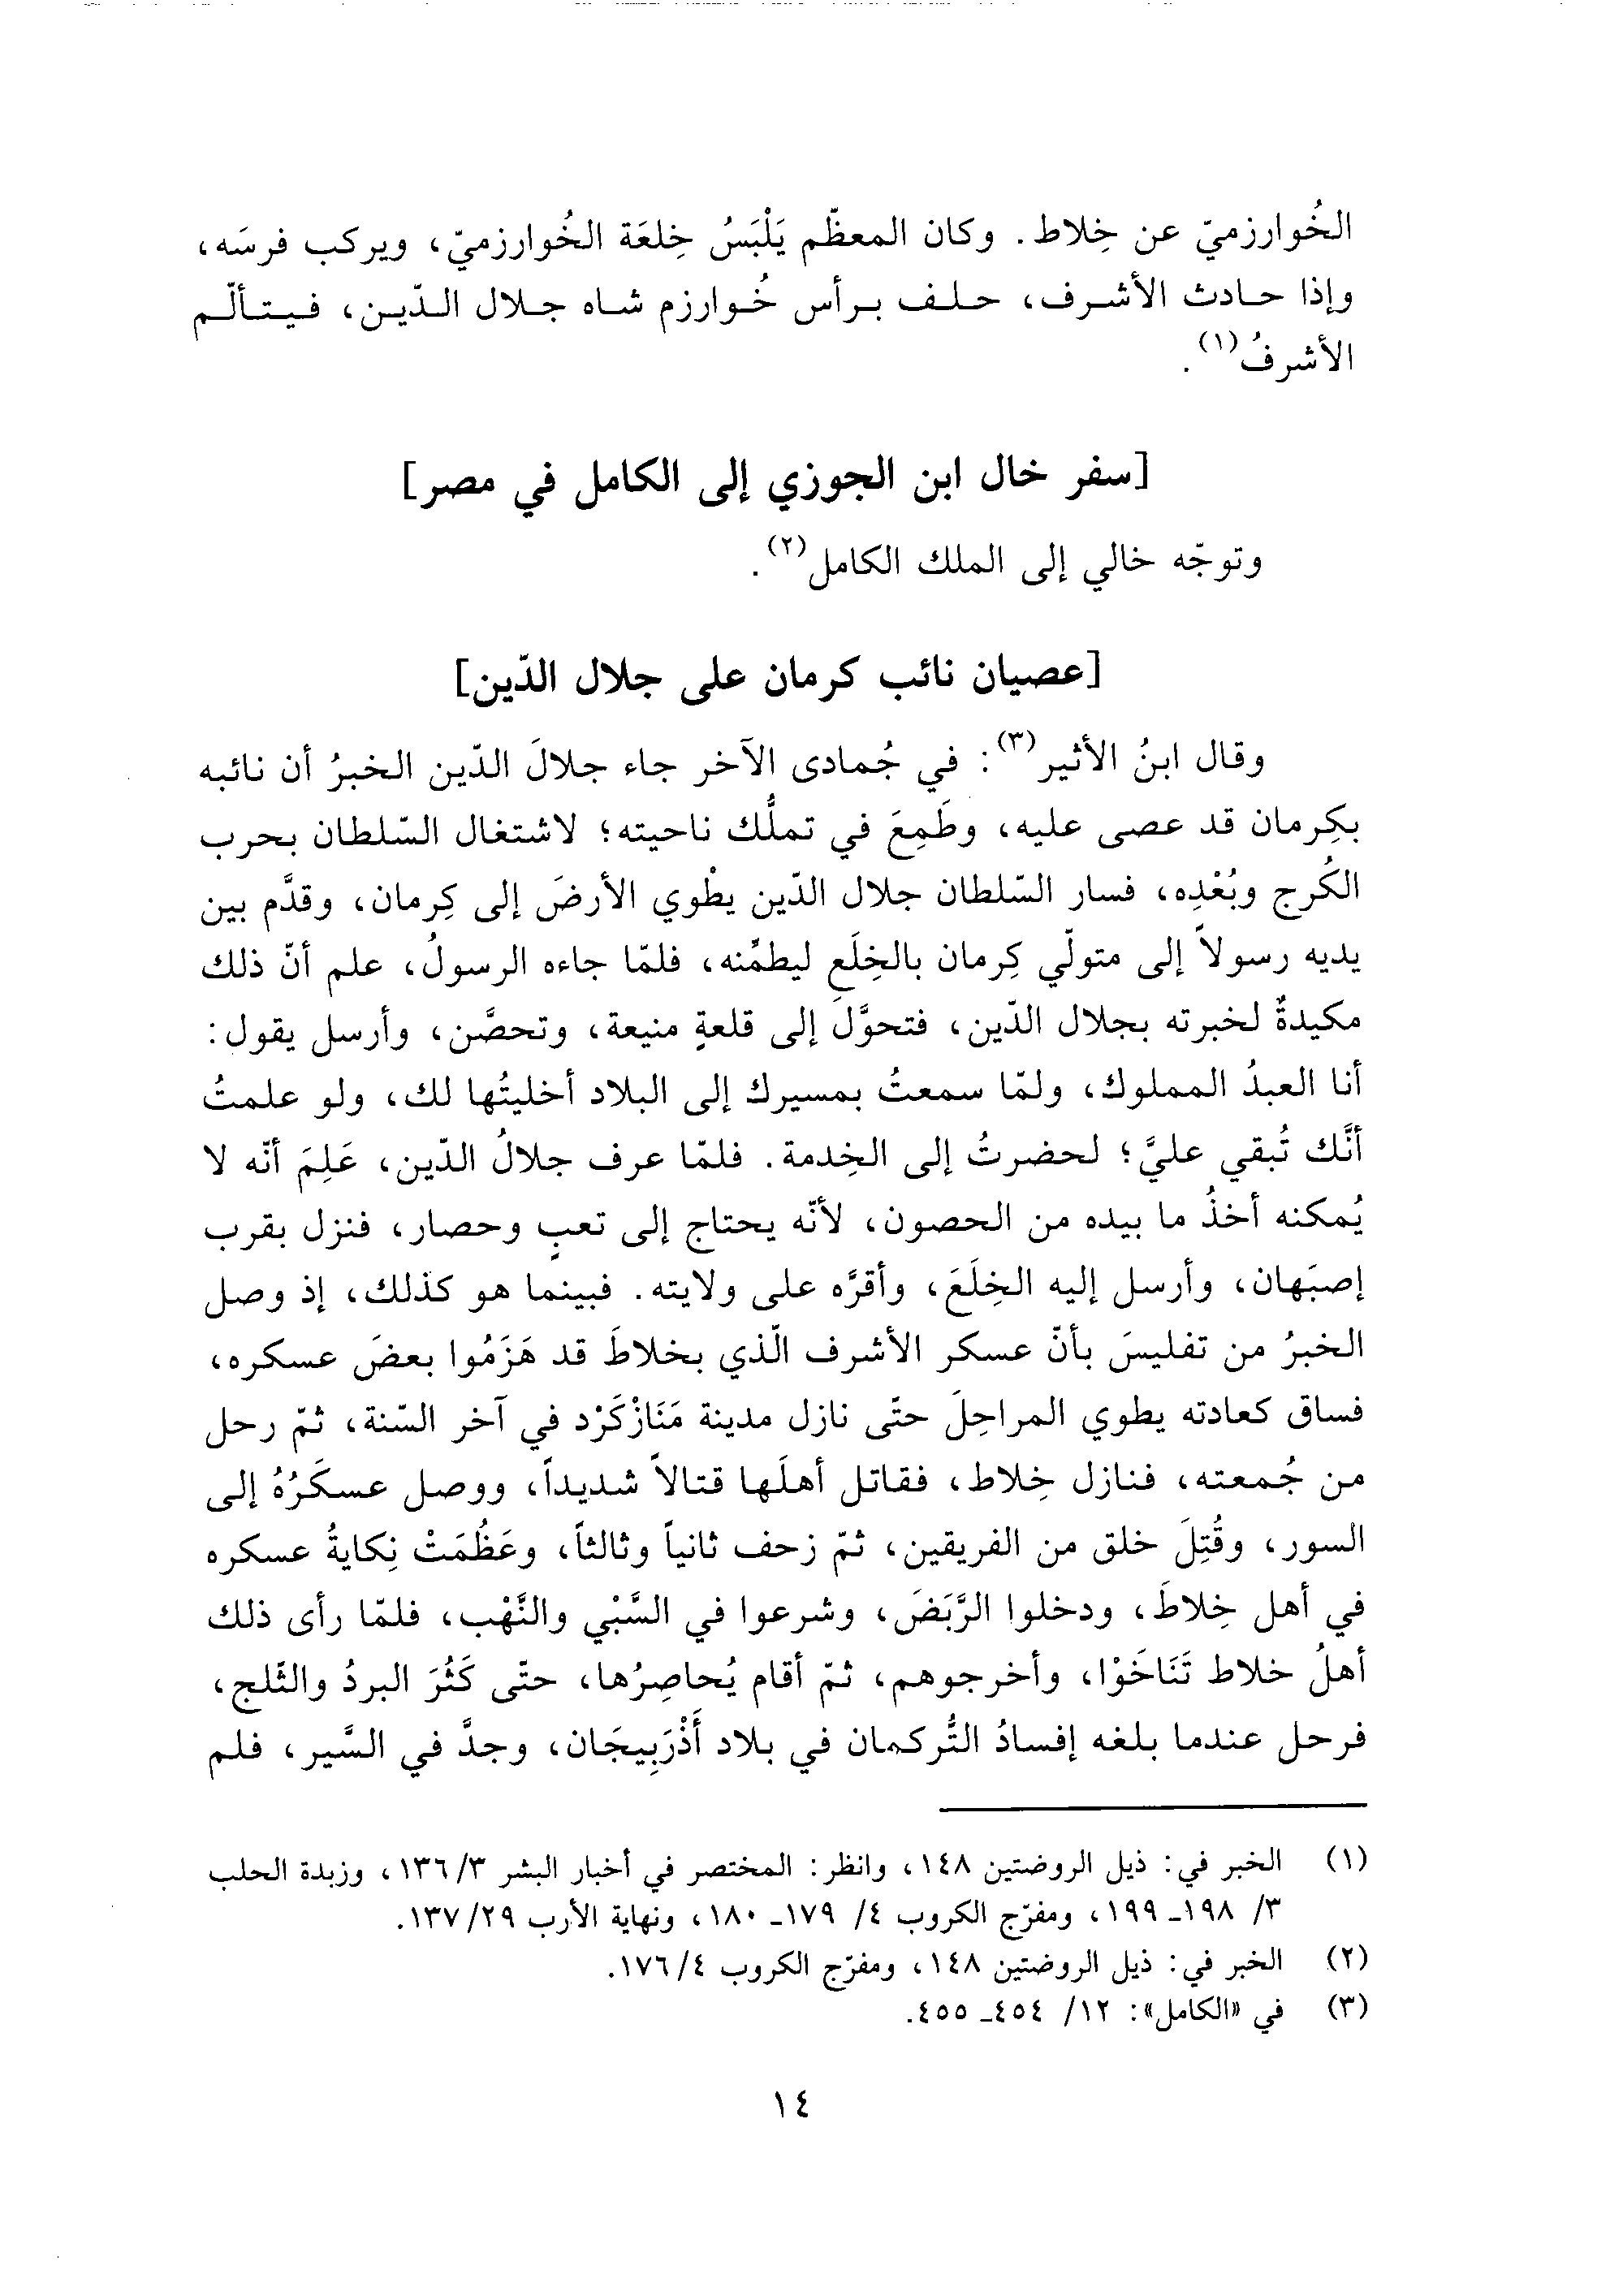 الخُوارزميّ عن خِلاط. وكان المعظّم يَلْبَسُ خِلعَة الخُوارزميّ، ويركب فرسَه،
وإذا حادث الأشرف، حلف برأس خُوارزم شاه جلال الدّين، فيتألّم
الأشرفُ(١).
[سفر خال ابن الجوزي إلى الكامل في مصر]
وتوجّه خالي إلى الملك الكامل(٢).
[عصيان نائب كرمان على جلال الدّين]
وقال ابنُ الأثير(٣): في جُمادى الآخر جاء جلالَ الدّين الخبرُ أن نائبه
بكِرمان قد عصى عليه، وطَمِعَ في تملُّك ناحيته؛ لاشتغال السّلطان بحرب
الكُرج وبُعْدِه، فسار السّلطان جلال الدّين يطْوي الأرضَ إلى كِرمان، وقدَّم بين
يديه رسولاً إلى متولّي كِرمان بالخِلَعِ ليطمِّنه، فلمّا جاءه الرسولُ، علم أنّ ذلك
مكيدةٌ لخبرته بجلال الدّين، فتحوَّلَ إلى قلعةٍ منيعة، وتحصَّن، وأرسل يقول:
أنا العبدُ المملوك، ولمّا سمعتُ بمسيرك إلى البلاد أخليتُها لك، ولو علمتُ
أنَّك تُبقي عليَّ؛ لحضرتُ إلى الخِدمة. فلمّا عرف جلالُ الدّين، عَلِمَ أنّه لا
يُمكنه أخذُ ما بيده من الحصون، لأنّه يحتاج إلى تعبٍ وحصار، فنزل بقرب
إصبَهان، وأرسل إليه الخِلَعَ، وأقرَّه على ولايته. فبينما هو كذلك، إذ وصل
الخبرُ من تفليسَ بأنّ عسكر الأشرف الّذي بخلاطَ قد هَزَمُوا بعضَ عسكره،
فساق كعادته يطوي المراحِلَ حتّى نازل مدينة مَنَازْكَرْد في آخر السّنة، ثمّ رحل
من جُمعته، فنازل خِلاط، فقاتل أهلَها قتالاً شديداً، ووصل عسكَرُهُ إلى
السور، وقُتِلَ خلق من الفريقين، ثمّ زحف ثانياً وثالثاً، وعَظُمَتْ نِكايةُ عسكره
في أهل خِلاطَ، ودخلوا الرَّبَضَ، وشرعوا في السَّبْي والنَّهْب، فلمّا رأى ذلك
أهلُ خلاط تَنَاخَوْا، وأخرجوهم، ثمّ أقام يُحاصِرُها، حتّى كَثُرَ البردُ والثّلج،
فرحل عندما بلغه إفسادُ التُّركمان في بلاد أَذْرَبِيجَان، وجدَّ في السَّير، فلم
(١) الخبر في: ذيل الروضتين ١٤٨، وانظر: المختصر في أخبار البشر ١٣٦/٣، وزبدة الحلب
٣/ ١٩٨ـ ١٩٩، ومفرّج الكروب ٤/ ١٧٩ـ ١٨٠، ونهاية الأرب ١٣٧/٢٩.
(٢) الخبر في: ذيل الروضتين ١٤٨، ومفرّج الكروب ١٧٦/٤.
(٣) في «الكامل»: ١٢/ ٤٥٤ـ ٤٥٥.
١٤